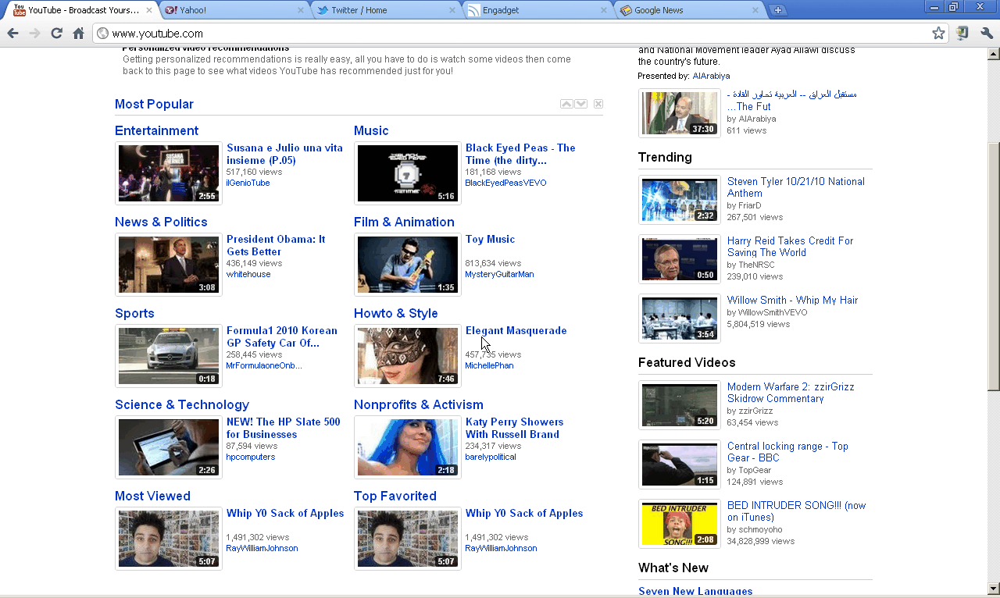 YouTube - Broadcast Yours...
Yahoo!
Twitter / Home
Engadget
Google News
www.youtube.com
Personalized video recommendations
Getting personalized recommendations is really easy, all you have to do is watch some videos then come
back to this page to see what videos YouTube has recommended just for you!
Most Popular
Entertainment
2:55
Susana e Julio una vita
insieme (P.05)
517,160 views
ilGenioTube
Music
5:16
Black Eyed Peas - The
Time (the dirty...
181,168 views
BlackEyedPeasVEVO
News & Politics
3:08
President Obama: It
Gets Better
436,149 views
whitehouse
Film & Animation
1:35
Toy Music
813,634 views
MysteryGuitarMan
Sports
0:18
Formula1 2010 Korean
GP Safety Car Of...
258,445 views
MrFormulaoneOnb...
Howto & Style
7:46
Elegant Masquerade
457,735 views
MichellePhan
Science & Technology
2:26
NEW! The HP Slate 500
for Businesses
87,594 views
hpcomputers
Nonprofits & Activism
2:18
Katy Perry Showers
With Russell Brand
234,317 views
barelypolitical
Most Viewed
5:07
Whip Y0 Sack of Apples
1,491,302 views
RayWilliamJohnson
Top Favorited
5:07
Whip Y0 Sack of Apples
1,491,302 views
RayWilliamJohnson
and National Movement leader Ayad Allawi discuss
the country's future.
Presented by: AlArabiya
37:30
مستقبل العراق -- العربية تحاور القادة -
...The Fut
by AlArabiya
611 views
Trending
2:32
Steven Tyler 10/21/10 National
Anthem
by FriarD
267,501 views
0:50
Harry Reid Takes Credit For
Saving The World
by TheNRSC
239,010 views
3:54
Willow Smith - Whip My Hair
by WillowSmithVEVO
5,804,519 views
Featured Videos
5:20
Modern Warfare 2: zzirGrizz
Skidrow Commentary
by zzirGrizz
63,454 views
1:15
Central locking range - Top
Gear - BBC
by TopGear
124,891 views
BED INTRUDER
SONG!!!
2:08
BED INTRUDER SONG!!! (now
on iTunes)
by schmoyoho
34,828,999 views
What's New
Seven New Languages